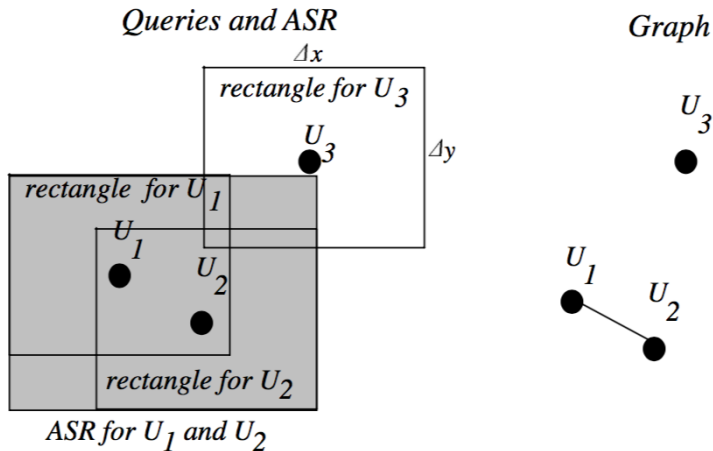 Queries and ASR
Δx
rectangle for U3
U3
Δy
rectangle for U1
U1
U2
rectangle for U2
ASR for U1 and U2
Graph
U3
U1
U2